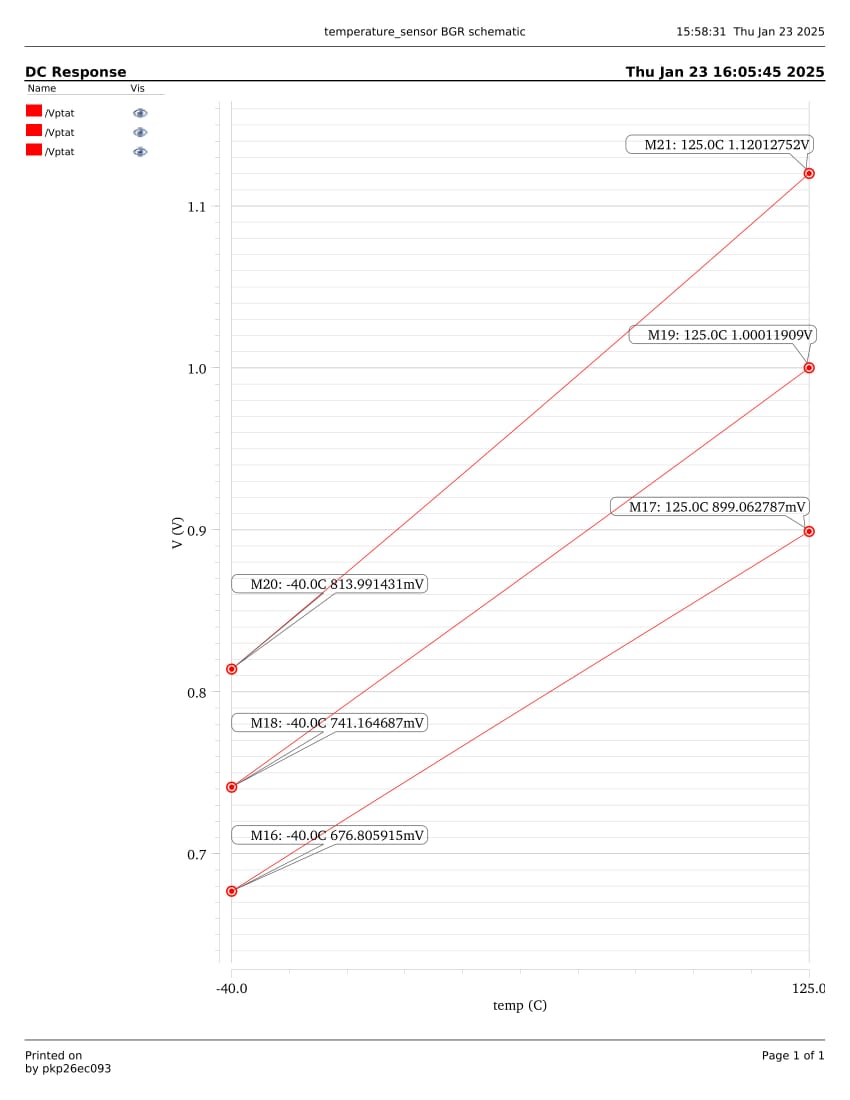 temperature_sensor BGR schematic 15:58:31 Thu Jan 23 2025
DC Response Thu Jan 23 16:05:45 2025
Name Vis
/Vptat
/Vptat
/Vptat
M21: 125.0C 1.12012752V
1.1
M19: 125.0C 1.00011909V
1.0
M17: 125.0C 899.062787mV
0.9
V (V)
M20: -40.0C 813.991431mV
0.8
M18: -40.0C 741.164687mV
M16: -40.0C 676.805915mV
0.7
-40.0 125.0
temp (C)
Printed on Page 1 of 1
by pkp26ec093